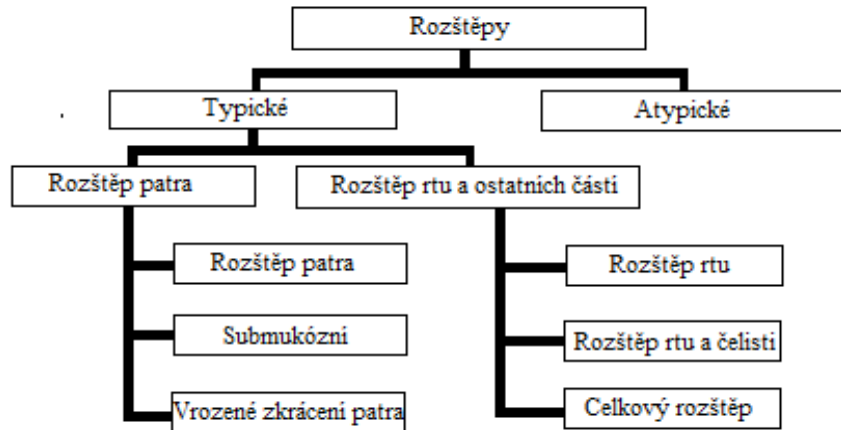 Rozštěpy
Typické
Atypické
Rozštěp patra
Rozštěp rtu a ostatních částí
Rozštěp patra
Submukózní
Vrozené zkrácení patra
Rozštěp rtu
Rozštěp rtu a čelisti
Celkový rozštěp